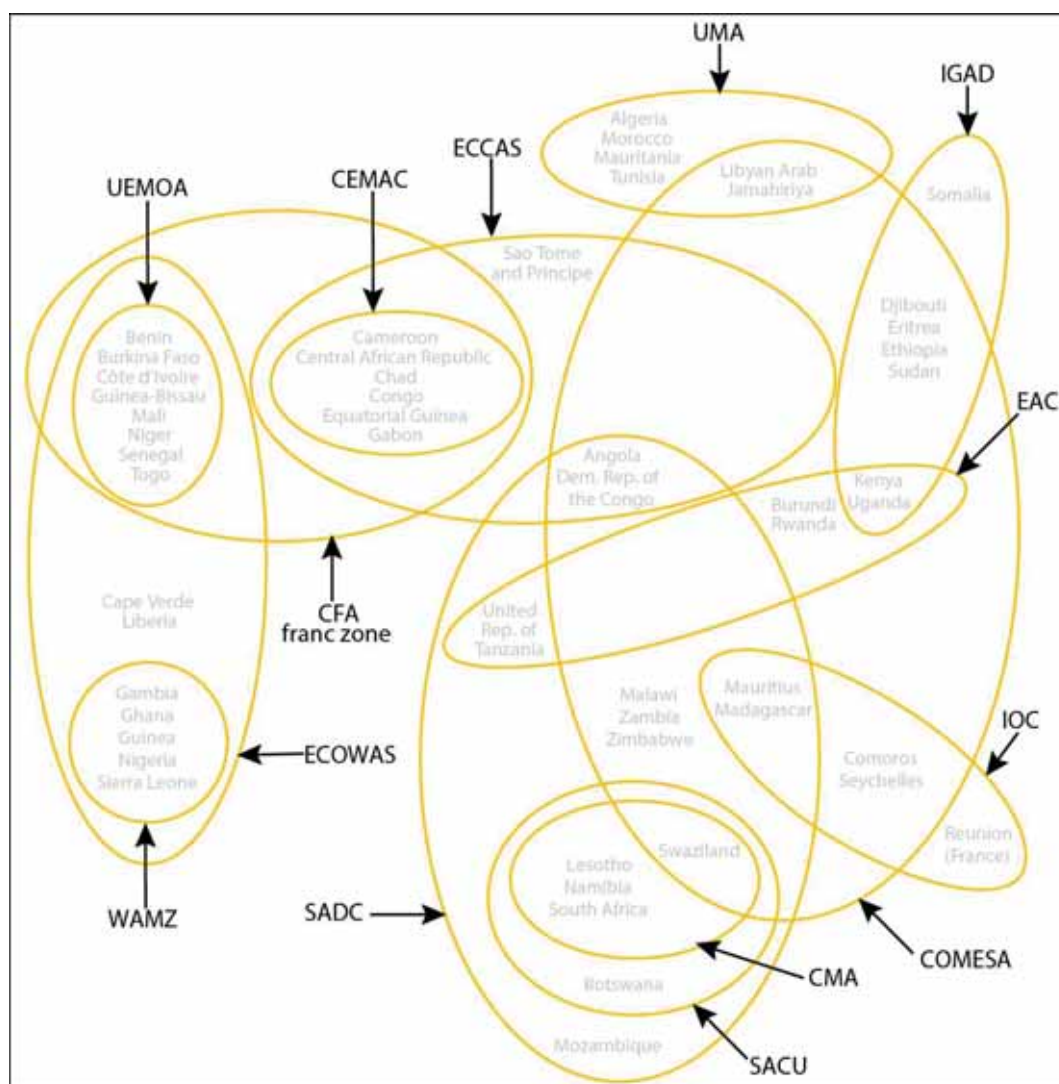 UMA
IGAD
Algeria
Morocco
Mauritania
Tunisia
Libyan Arab
Jamahiriya
ECCAS
CEMAC
UEMOA
Somalia
Sao Tome
and Principe
Djibouti
Eritrea
Ethiopia
Sudan
Benin
Burkina Faso
Côte d'Ivoire
Guinea-Bissau
Mali
Niger
Senegal
Togo
Cameroon
Central African Republic
Chad
Congo
Equatorial Guinea
Gabon
EAC
Angola
Dem. Rep. of
the Congo
Kenya
Uganda
Burundi
Rwanda
Cape Verde
Liberia
CFA
franc zone
United
Rep. of
Tanzania
Gambia
Ghana
Guinea
Nigeria
Sierra Leone
ECOWAS
Malawi
Zambia
Zimbabwe
Mauritius
Madagascar
IOC
Comoros
Seychelles
Reunion
(France)
Swaziland
Lesotho
Namibia
South Africa
WAMZ
SADC
COMESA
CMA
Botswana
Mozambique
SACU